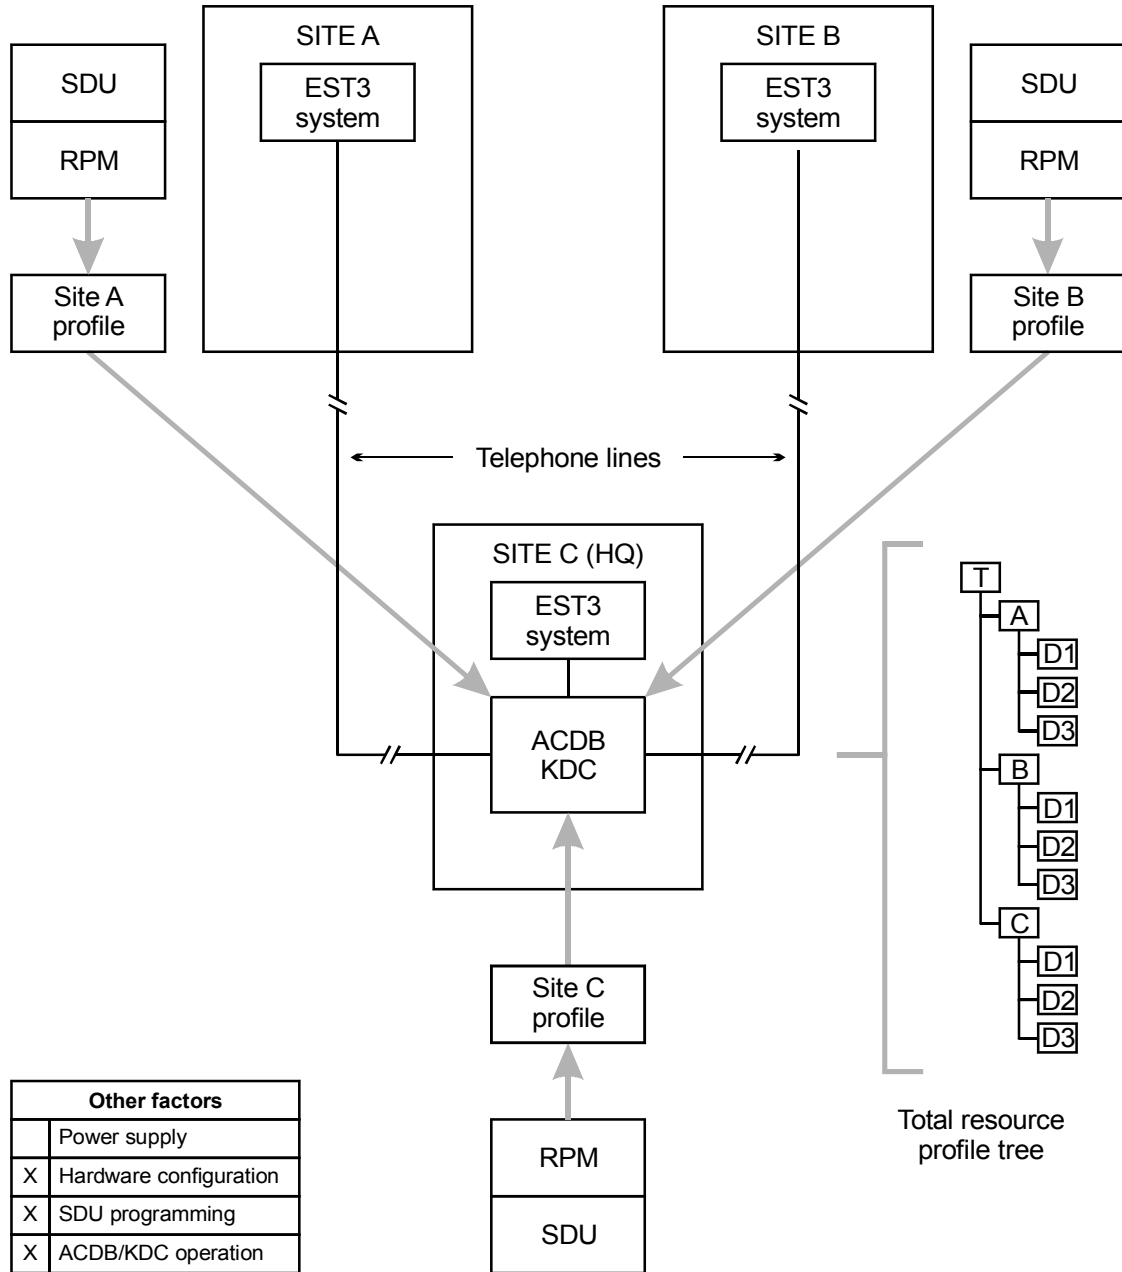 SITE A
SITE B
SDU
RPM
EST3
system
EST3
system
SDU
RPM
Site A
profile
Site B
profile
Telephone lines
SITE C (HQ)
EST3
system
ACDB
KDC
T
A
D1
D2
D3
B
D1
D2
D3
C
D1
D2
D3
Total resource
profile tree
Site C
profile
RPM
SDU
Other factors
Power supply
X Hardware configuration
X SDU programming
X ACDB/KDC operation